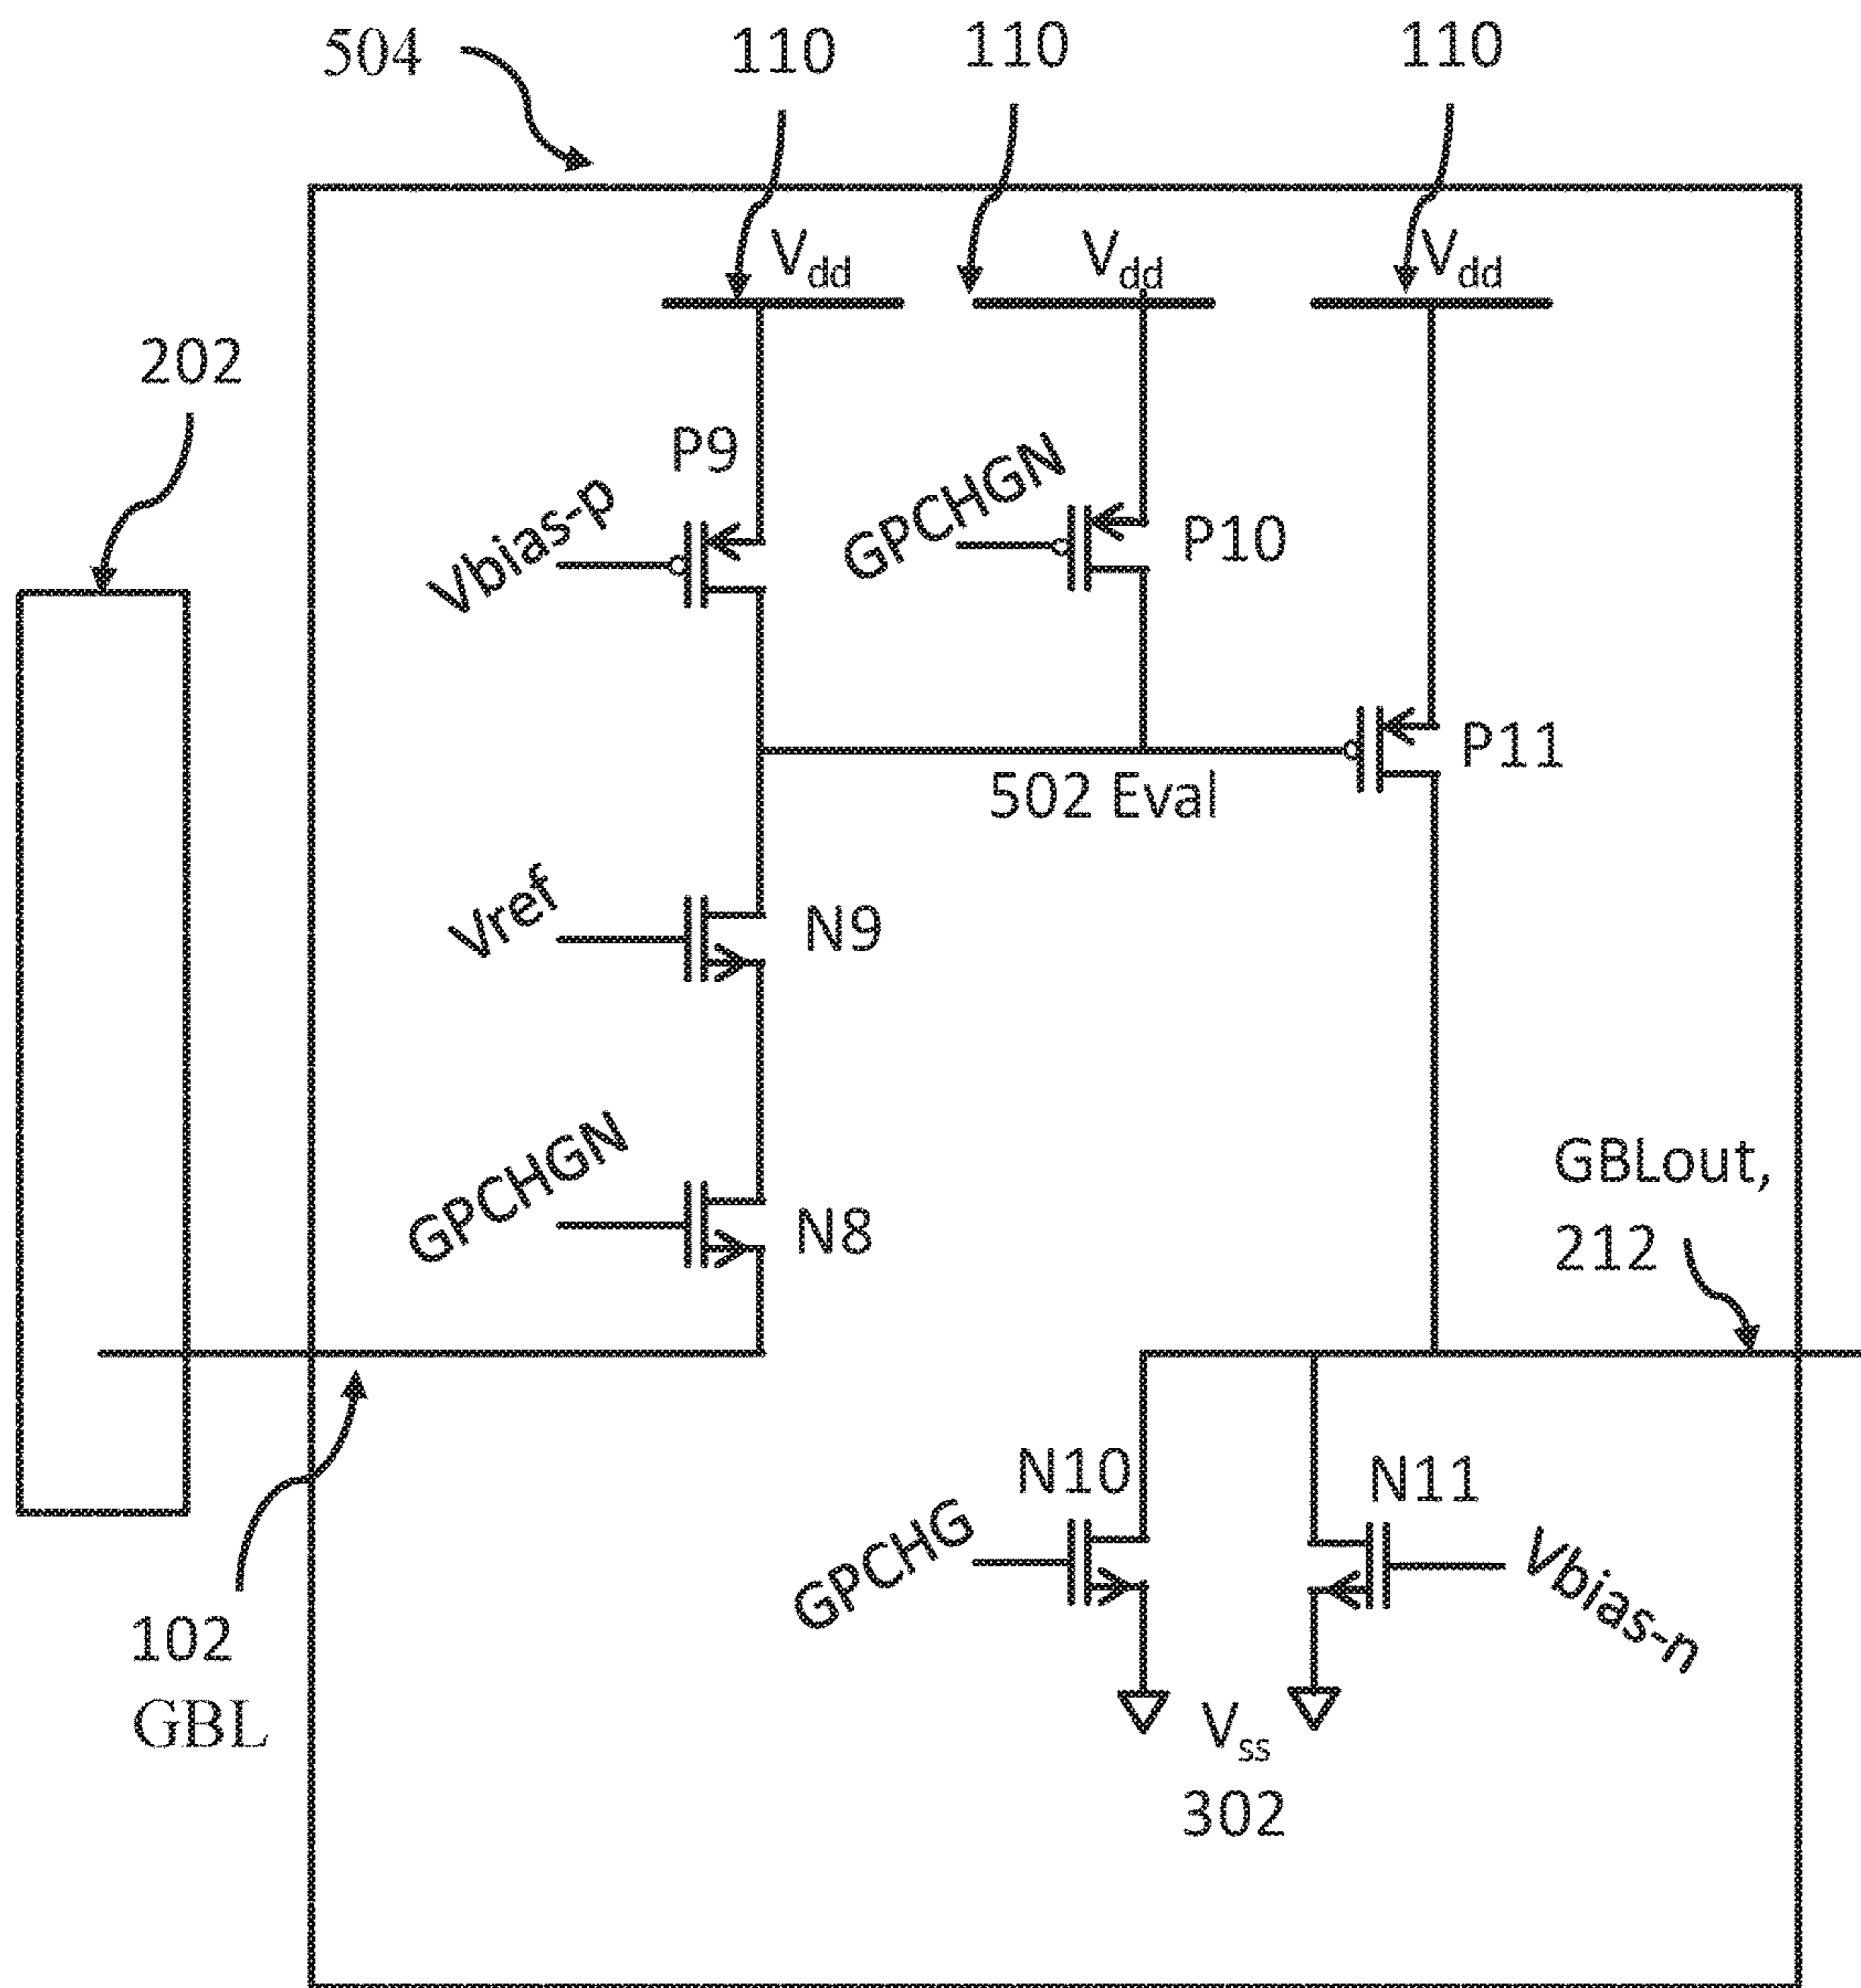 504
110
110
110
Vdd
Vdd
Vdd
202
P9
Vbias-p
GPCHGN
P10
P11
502 Eval
Vref
N9
GPCHGN
N8
GBLout,
212
N10
N11
GPCHG
Vbias-n
102
GBL
Vss
302